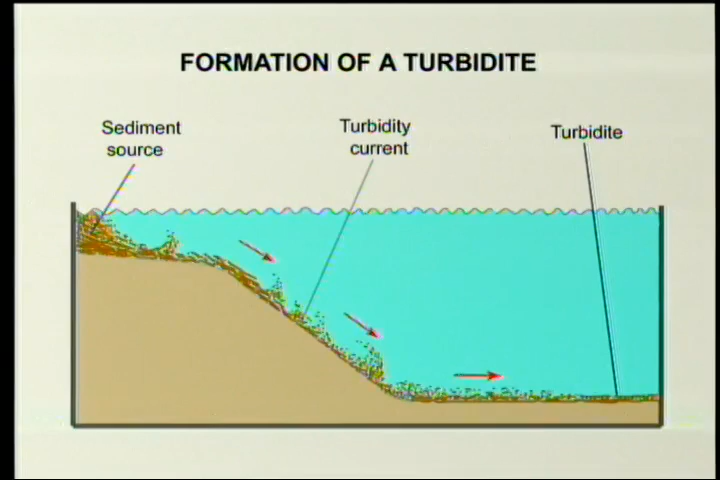 FORMATION OF A TURBIDITE
Sediment
source
Turbidity
current
Turbidite